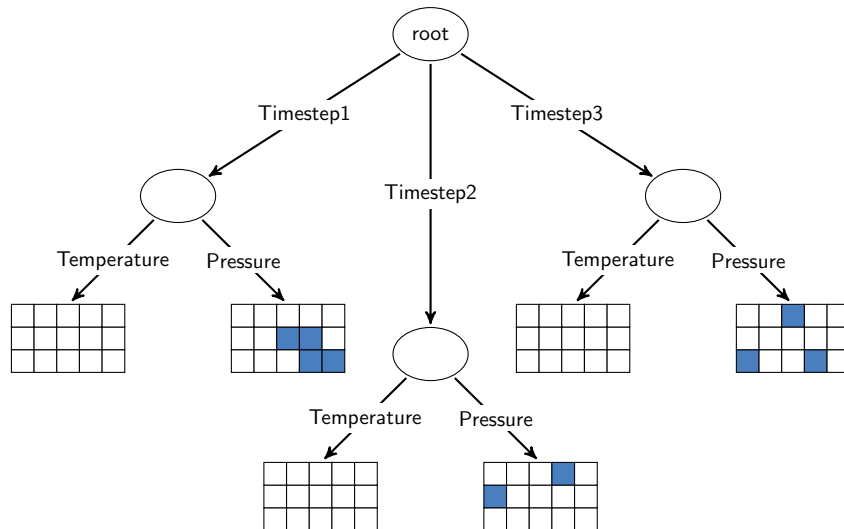 root
Timestep1
Timestep3
Timestep2
Temperature
Pressure
Temperature
Pressure
Temperature
Pressure